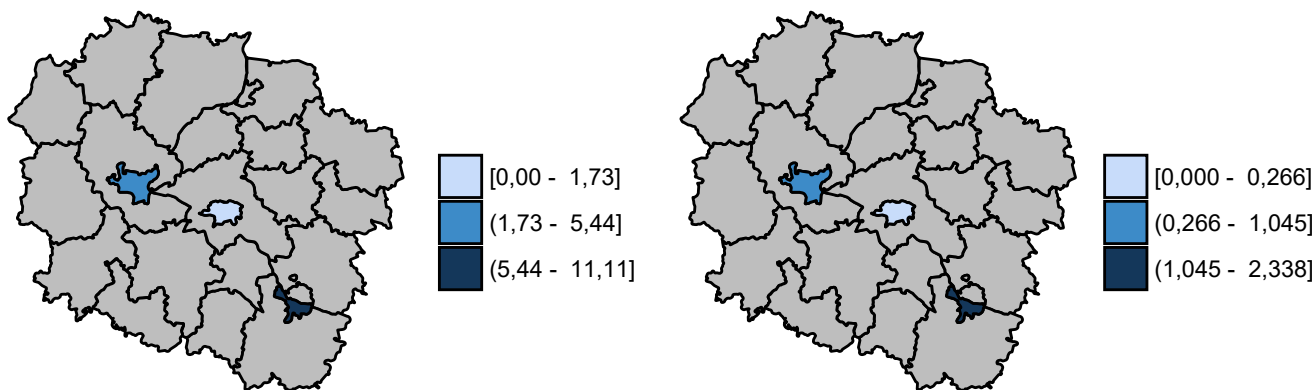 [0,00 - 1,73]
(1,73 - 5,44]
(5,44 - 11,11]
[0,000 - 0,266]
(0,266 - 1,045]
(1,045 - 2,338]